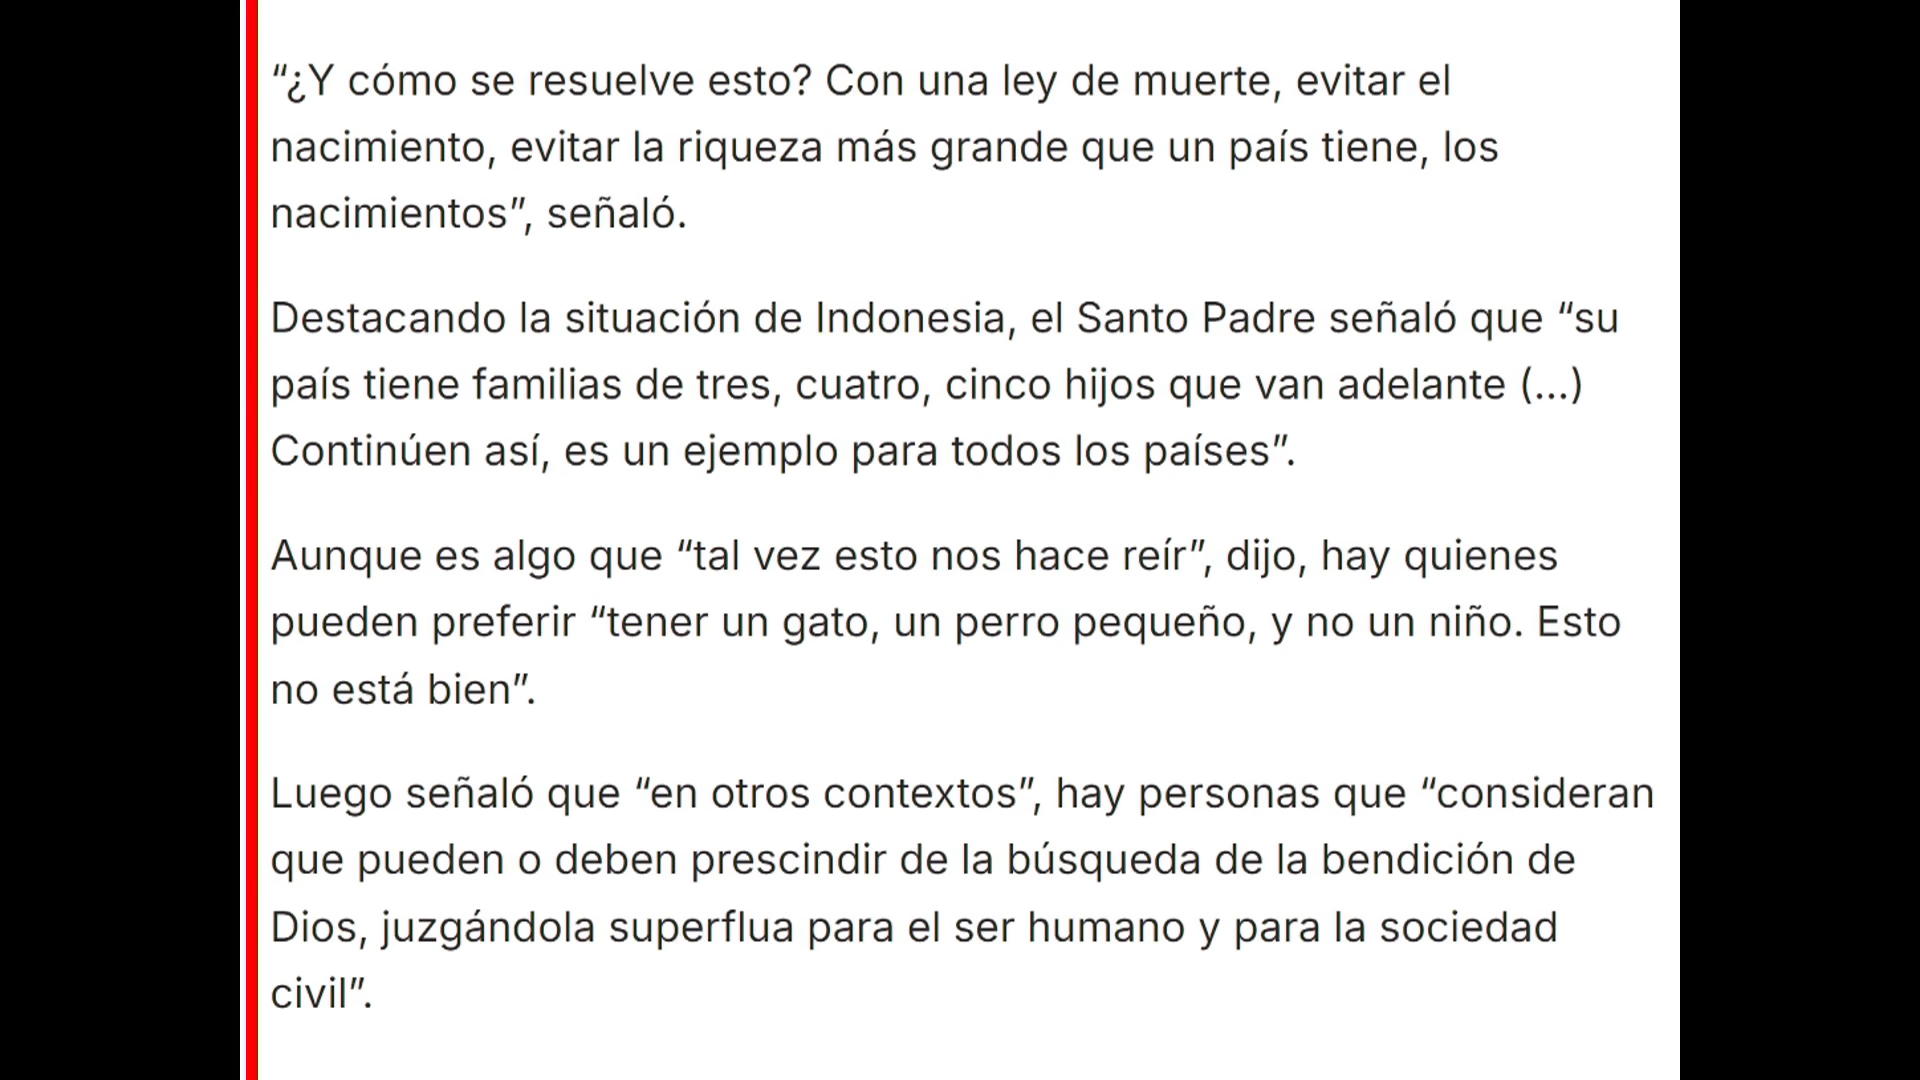 “¿Y cómo se resuelve esto? Con una ley de muerte, evitar el
nacimiento, evitar la riqueza más grande que un país tiene, los
nacimientos”, señaló.
Destacando la situación de Indonesia, el Santo Padre señaló que “su
país tiene familias de tres, cuatro, cinco hijos que van adelante (...)
Continúen así, es un ejemplo para todos los países”.
Aunque es algo que “tal vez esto nos hace reír”, dijo, hay quienes
pueden preferir “tener un gato, un perro pequeño, y no un niño. Esto
no está bien”.
Luego señaló que “en otros contextos”, hay personas que “consideran
que pueden o deben prescindir de la búsqueda de la bendición de
Dios, juzgándola superflua para el ser humano y para la sociedad
civil”.